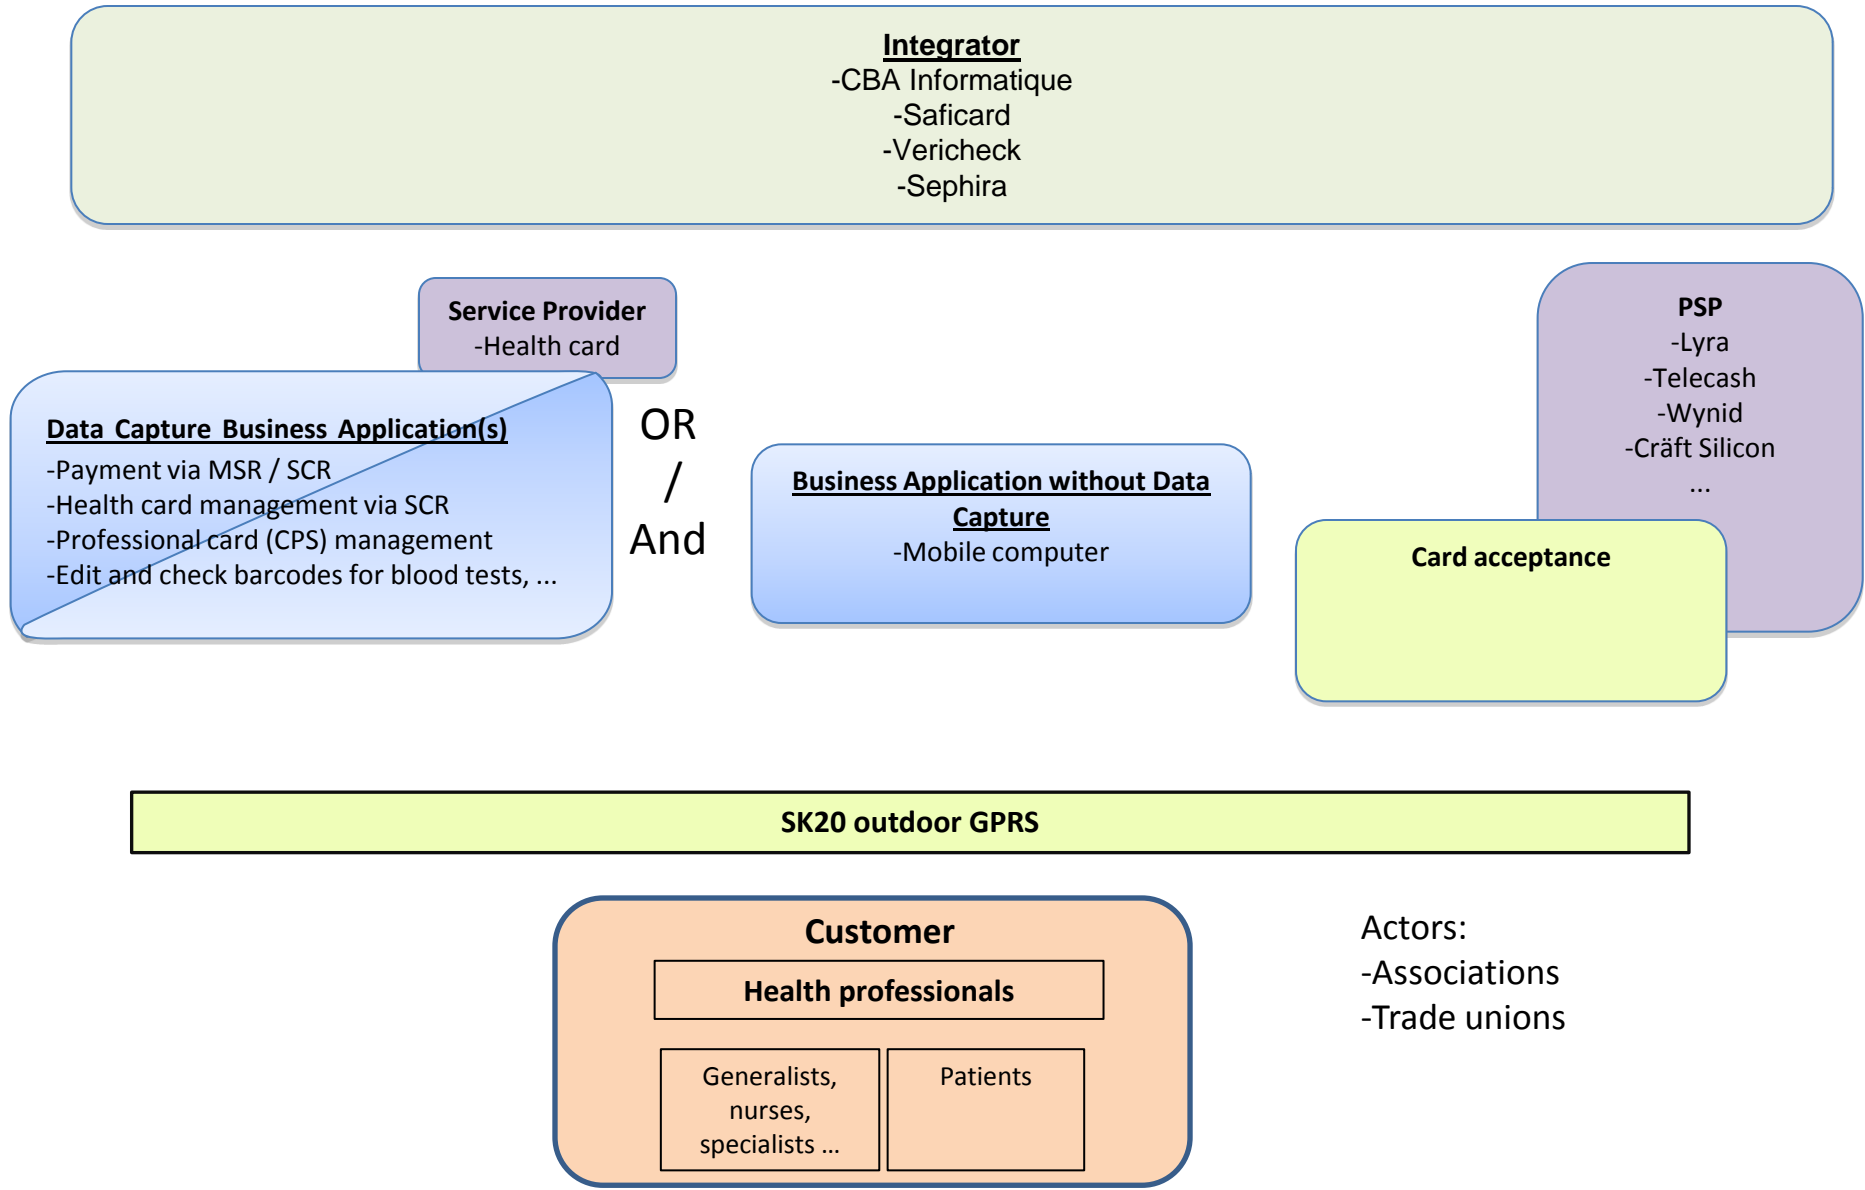 Integrator
-CBA Informatique
-Saficard
-Vericheck
-Sephira
Service Provider
-Health card
PSP
-Lyra
-Telecash
-Wynid
-Cräft Silicon
...
Data Capture Business Application(s)
-Payment via MSR / SCR
-Health card management via SCR
-Professional card (CPS) management
-Edit and check barcodes for blood tests, ...
OR
/
And
Business Application without Data
Capture
-Mobile computer
Card acceptance
SK20 outdoor GPRS
Customer
Health professionals
Generalists,
nurses,
specialists ...
Patients
Actors:
-Associations
-Trade unions